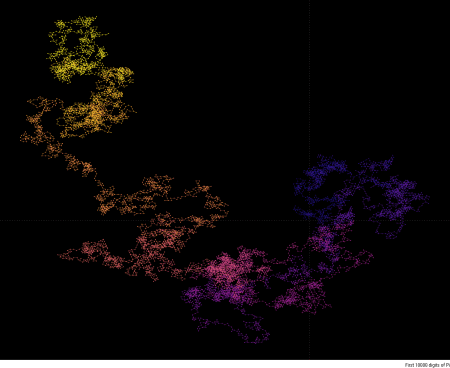 First 10000 digits of Pi